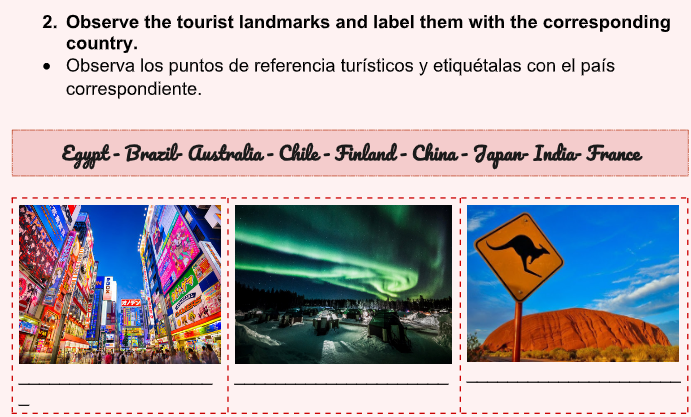 2. Observe the tourist landmarks and label them with the corresponding
country.
• Observa los puntos de referencia turísticos y etiquétalas con el país
correspondiente.
Egypt - Brazil- Australia - Chile - Finland - China - Japan- India- France